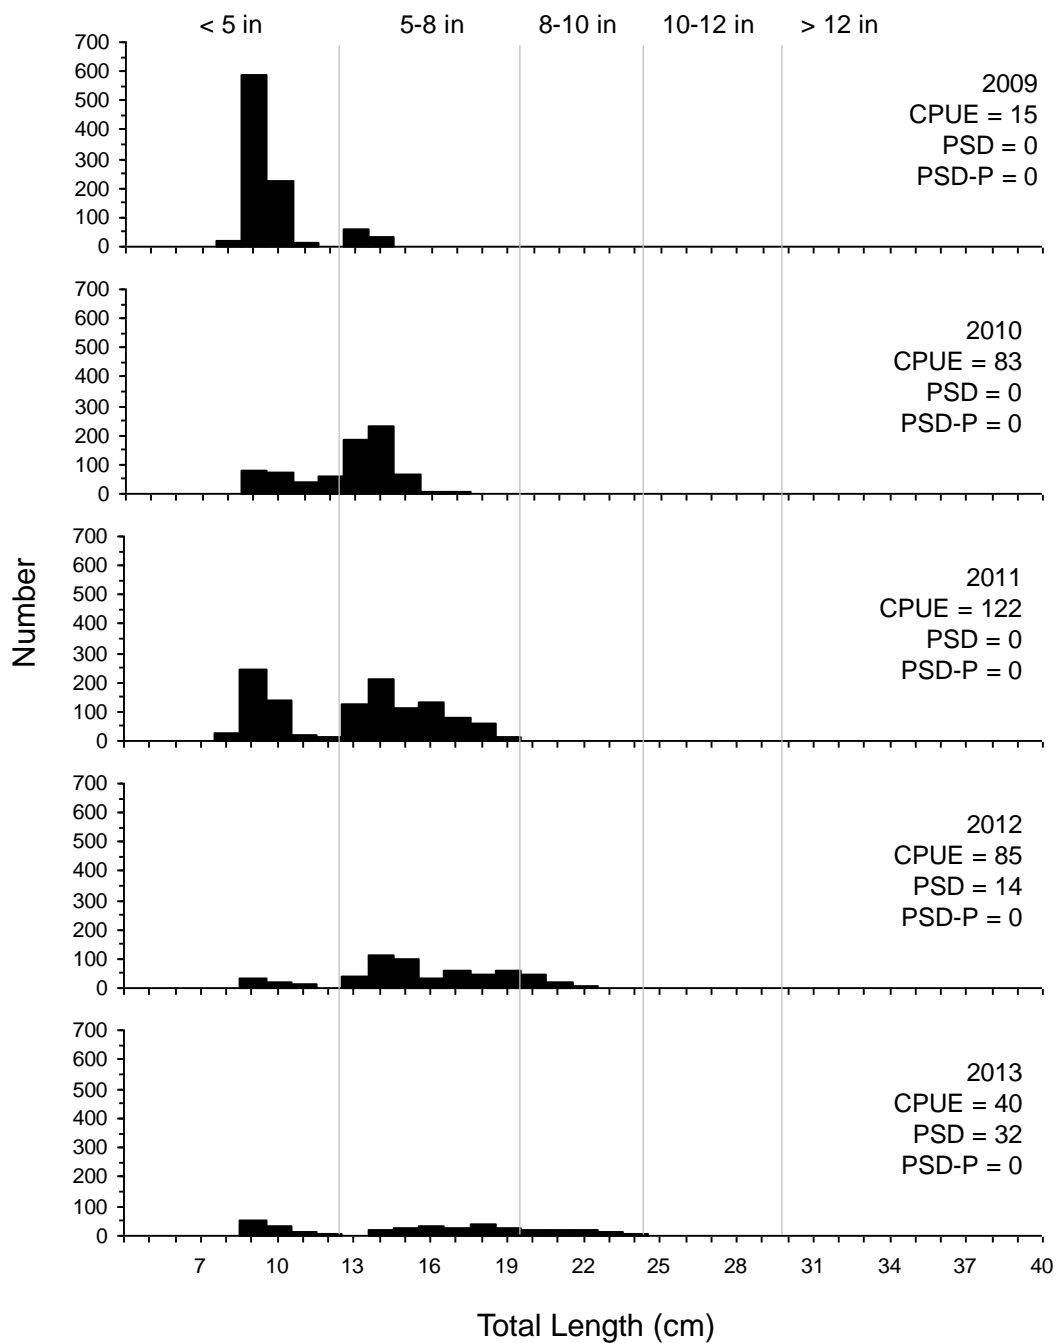 < 5 in 5-8 in 8-10 in 10-12 in > 12 in
700
600
500
400
300
200
100
0
2009
CPUE = 15
PSD = 0
PSD-P = 0
700
600
500
400
300
200
100
0
2010
CPUE = 83
PSD = 0
PSD-P = 0
Number
700
600
500
400
300
200
100
0
2011
CPUE = 122
PSD = 0
PSD-P = 0
700
600
500
400
300
200
100
0
2012
CPUE = 85
PSD = 14
PSD-P = 0
700
600
500
400
300
200
100
0
2013
CPUE = 40
PSD = 32
PSD-P = 0
7 10 13 16 19 22 25 28 31 34 37 40
Total Length (cm)